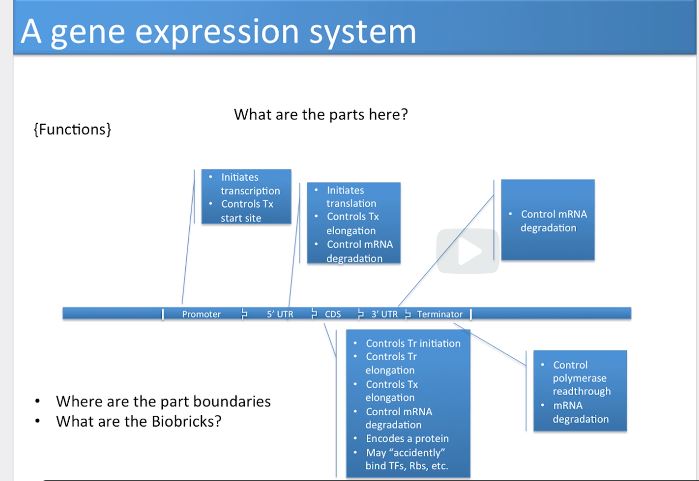 A gene expression system
What are the parts here?
{Functions}
• Initiates
transcription
• Controls Tx
start site
• Initiates
translation
• Controls Tx
elongation
• Control mRNA
degradation
• Control mRNA
degradation
Promoter
5' UTR
CDS
3' UTR
Terminator
• Controls Tr initiation
• Controls Tr
elongation
• Controls Tx
elongation
• Control mRNA
degradation
• Encodes a protein
• May “accidently”
bind TFs, Rbs, etc.
• Control
polymerase
readthrough
• mRNA
degradation
• Where are the part boundaries
• What are the Biobricks?